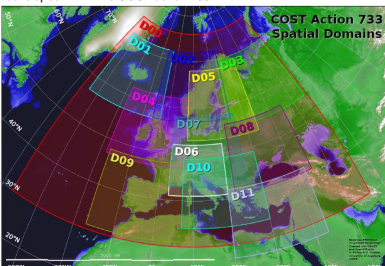 COST Action 733
Spatial Domains
D00
D01
D02
D03
D05
D04
D07
D08
D06
D09
D10
D11
40°N
30°N
20°N